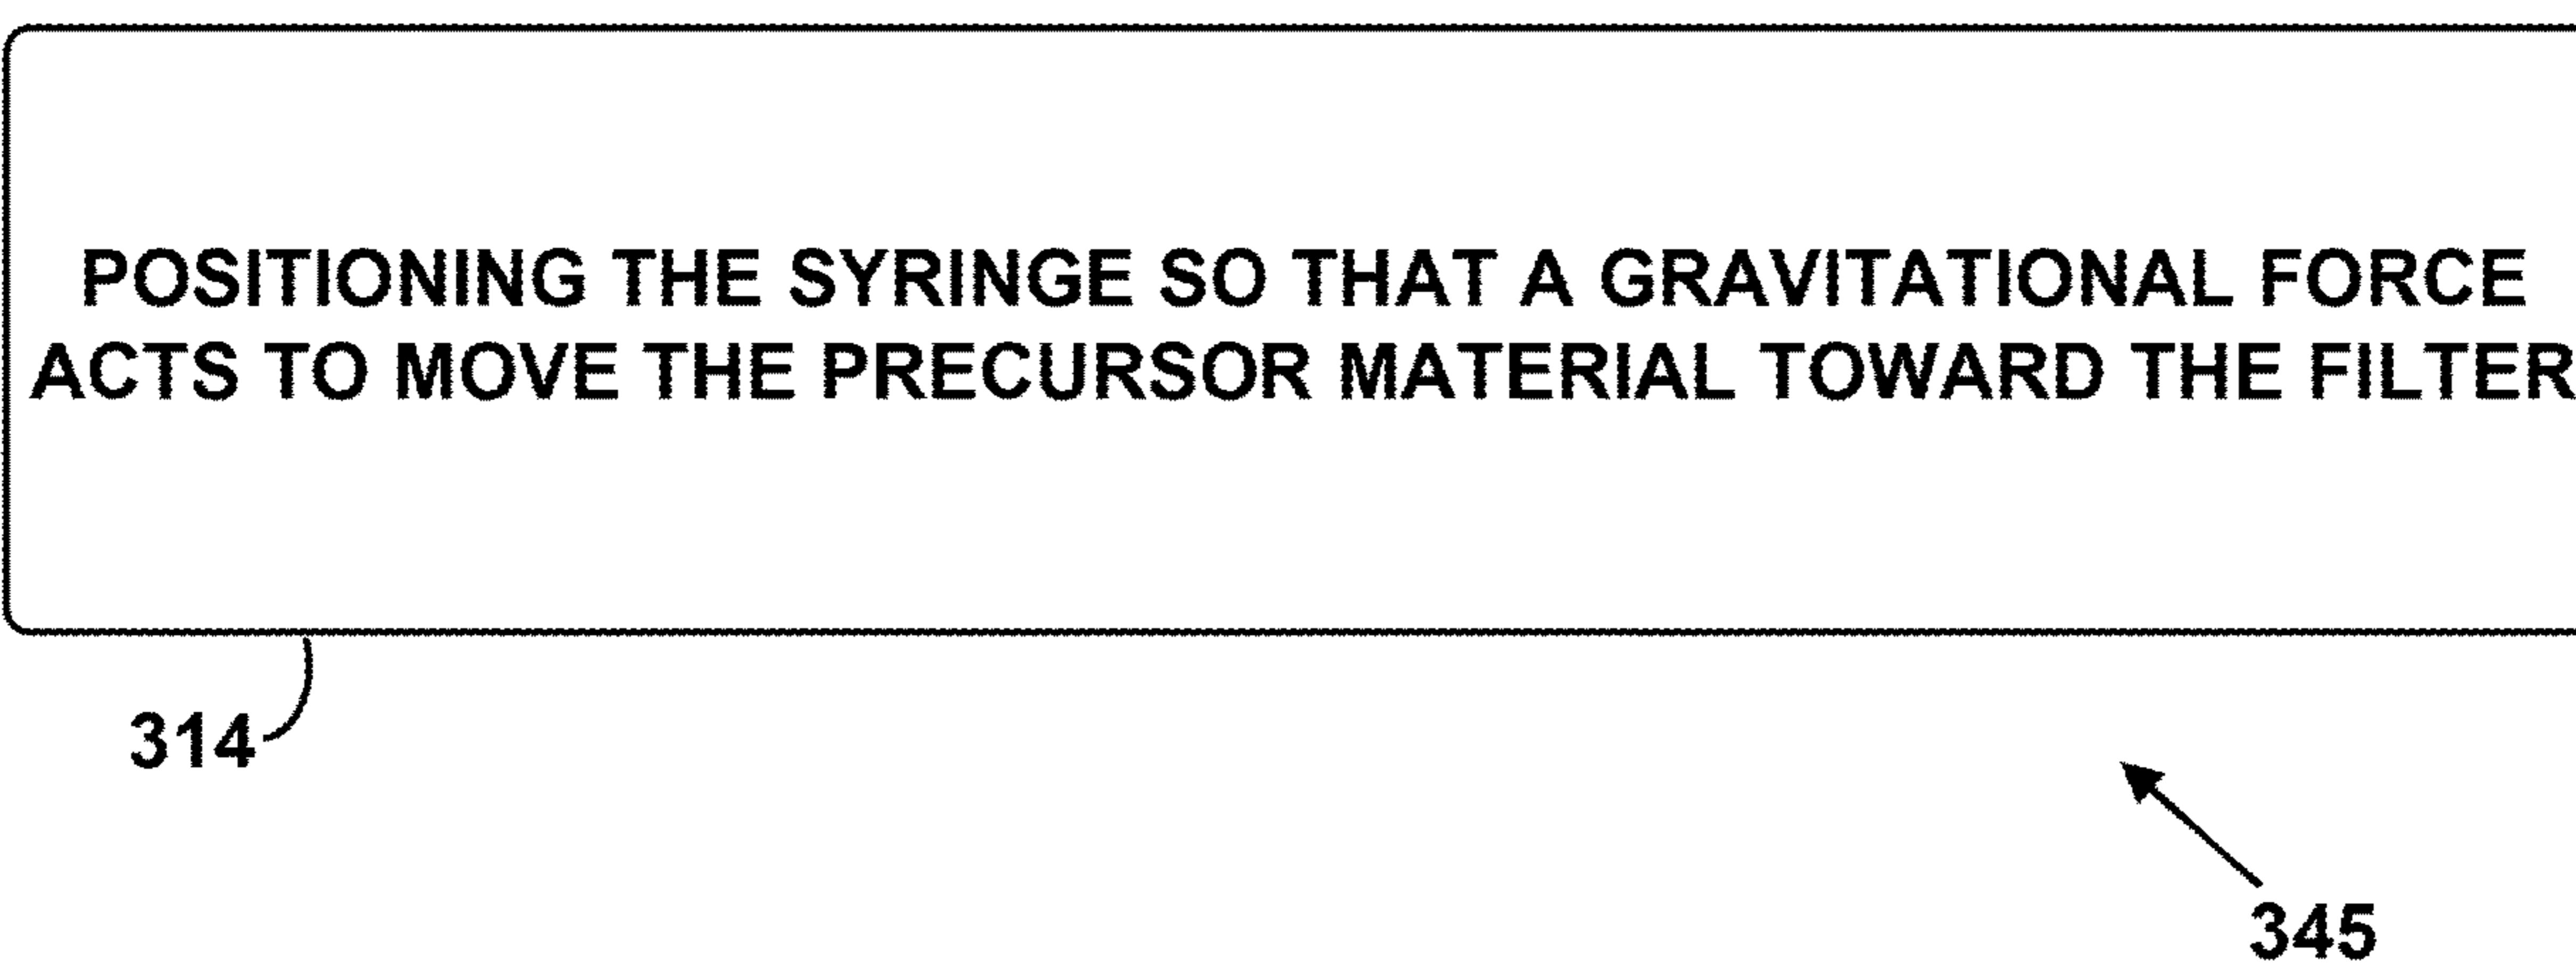 POSITIONING THE SYRINGE SO THAT A GRAVITATIONAL FORCE
ACTS TO MOVE THE PRECURSOR MATERIAL TOWARD THE FILTER
314
345